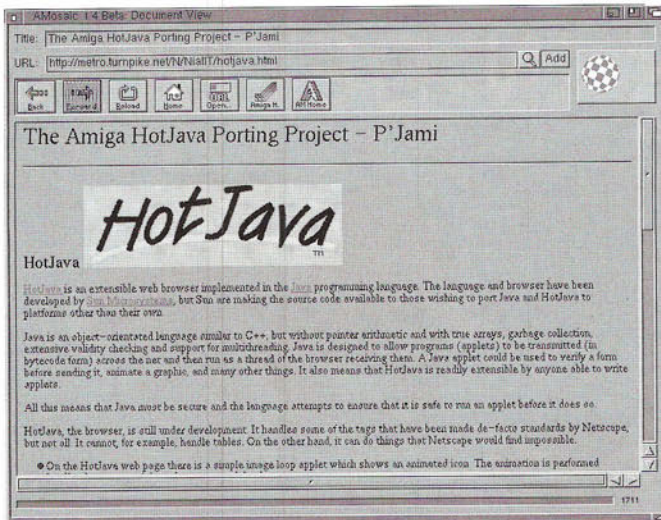 AMosaic 1.4 Beta: Document View
Title: The Amiga HotJava Porting Project – P'Jami
URL: http://metro.turnpike.net/N/NiatIT/hotjava.html
Add
Back
Forward
Reload
Home
Open...
Amiga H.
AM Home
The Amiga HotJava Porting Project – P'Jami
HotJava
TM
HotJava
HotJava is an extensible web browser implemented in the Java programming language. The language and browser have been
developed by Sun Microsystems, but Sun are making the source code available to those wishing to port Java and HotJava to
platforms other than their own.
Java is an object-orientated language similar to C++, but without pointer arithmetic and with true arrays, garbage collection,
extensive validity checking and support for multithreading. Java is designed to allow programs (applets) to be transmitted (in
bytecode form) across the net and then run as a thread of the browser receiving them. A Java applet could be used to verify a form
before sending it, animate a graphic, and many other things. It also means that HotJava is readily extensible by anyone able to write
applets.
All this means that Java must be secure and the language attempts to ensure that it is safe to run an applet before it does so.
HotJava, the browser, is still under development. It handles some of the tags that have been made de-facto standards by Netscape,
but not all. It cannot, for example, handle tables. On the other hand, it can do things that Netscape would find impossible.
On the HotJava web page there is a simple image loop applet which shows an animated icon. The animation is performed
1711